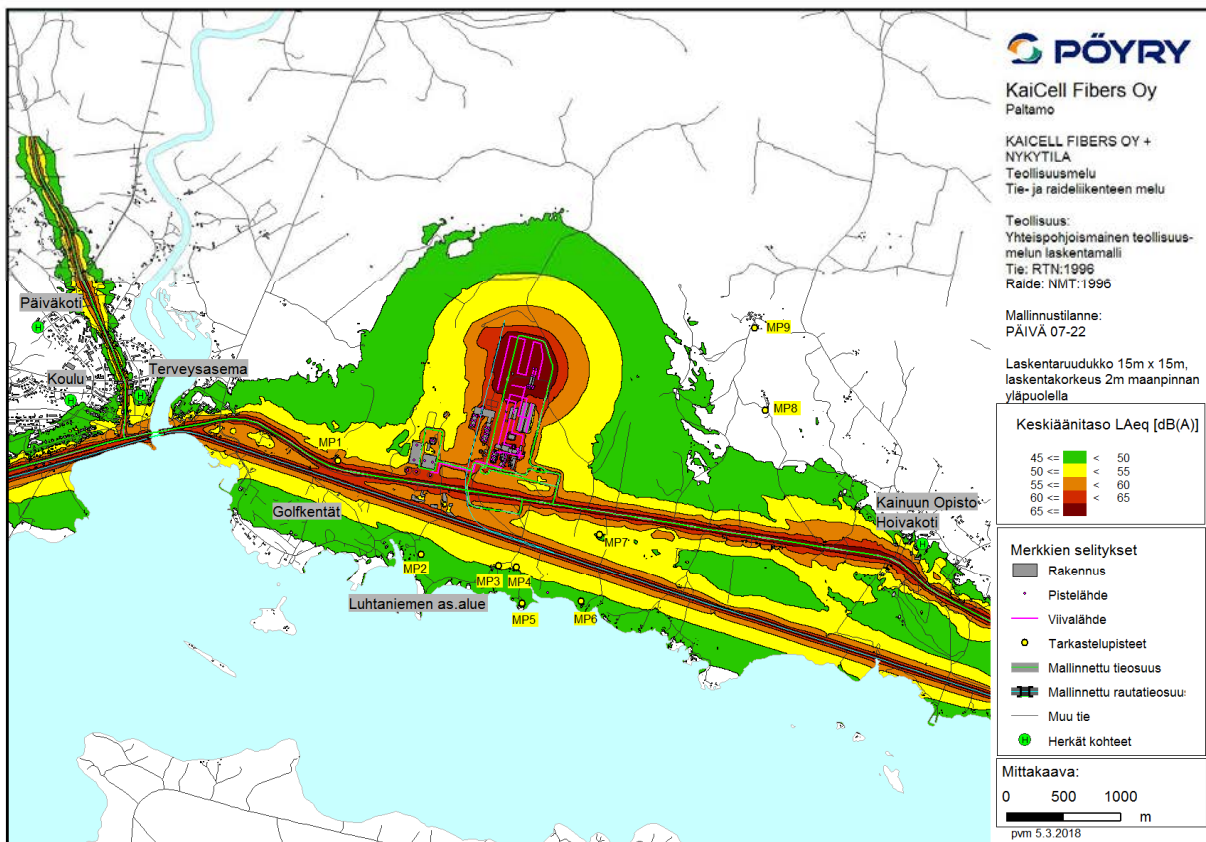 PÖYRY
KaiCell Fibers Oy
Paltamo
KAICELL FIBERS OY +
NYKYTILA
Teollisuusmelu
Tie- ja raideliikenteen melu
Teollisuus:
Yhteispohjoismainen teollisuus-
melun laskentamalli
Tie: RTN:1996
Raide: NMT:1996
Mallinnustilanne:
PÄIVÄ 07-22
Laskentaruudukko 15m x 15m,
laskentakorkeus 2m maanpinnan
yläpuolella
Keskiäänitaso LAeq [dB(A)]
45 <= < 50
50 <= < 55
55 <= < 60
60 <= < 65
65 <=
Merkkien selitykset
Rakennus
Pistelähde
Viivalähde
Tarkastelupisteet
Mallinnettu tieosuus
Mallinnettu rautatieosuu
Muu tie
H Herkät kohteet
Mittakaava:
0 500 1000 m
pvm 5.3.2018
Päiväkoti
H
Koulu
H
Terveysasema
H
MP1
Golfkentät
MP2
MP3
MP4
Luhtaniemen as.alue
MP5
MP6
MP7
MP8
MP9
Kainuun Opisto
Hoivakoti
H